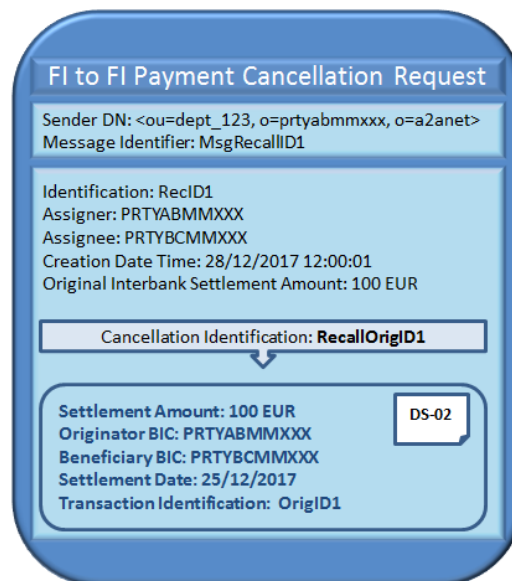 FI to FI Payment Cancellation Request
Sender DN: <ou=dept_123, o=prtyabmmxxx, o=a2anet>
Message Identifier: MsgRecallID1
Identification: RecID1
Assigner: PRTYABMMXXX
Assignee: PRTYBCMMXXX
Creation Date Time: 28/12/2017 12:00:01
Original Interbank Settlement Amount: 100 EUR
Cancellation Identification: RecallOrigID1
Settlement Amount: 100 EUR
Originator BIC: PRTYABMMXXX
Beneficiary BIC: PRTYBCMMXXX
Settlement Date: 25/12/2017
Transaction Identification: OrigID1
DS-02